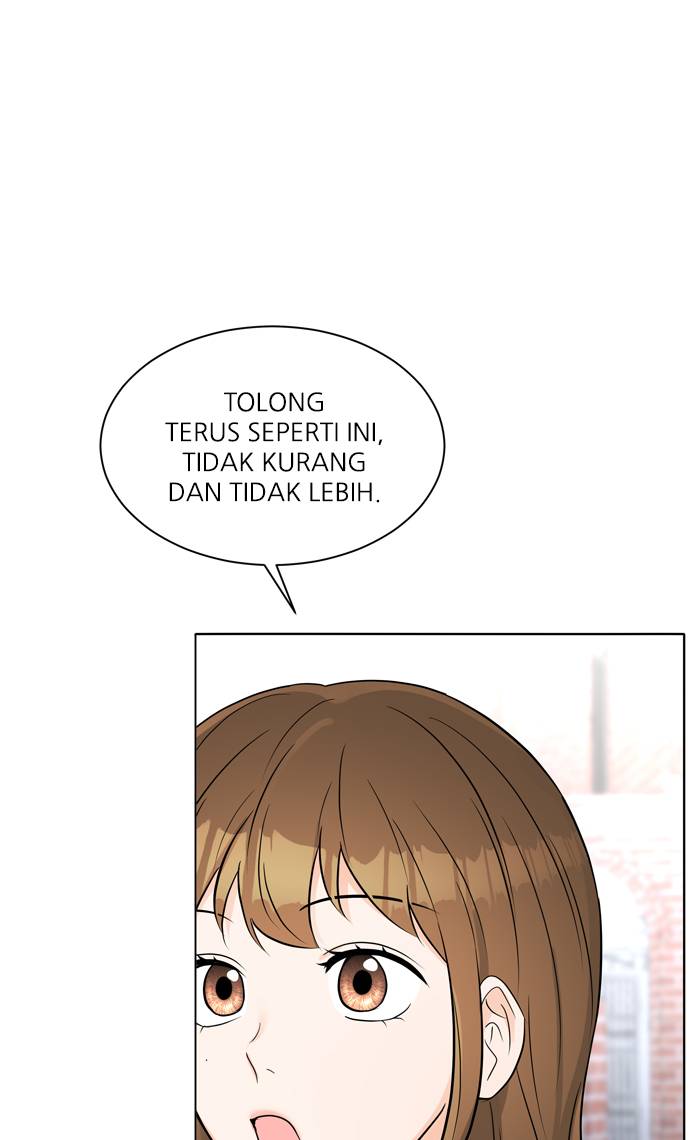 TOLONG
TERUS SEPERTI INI,
TIDAK KURANG
DAN TIDAK LEBIH.